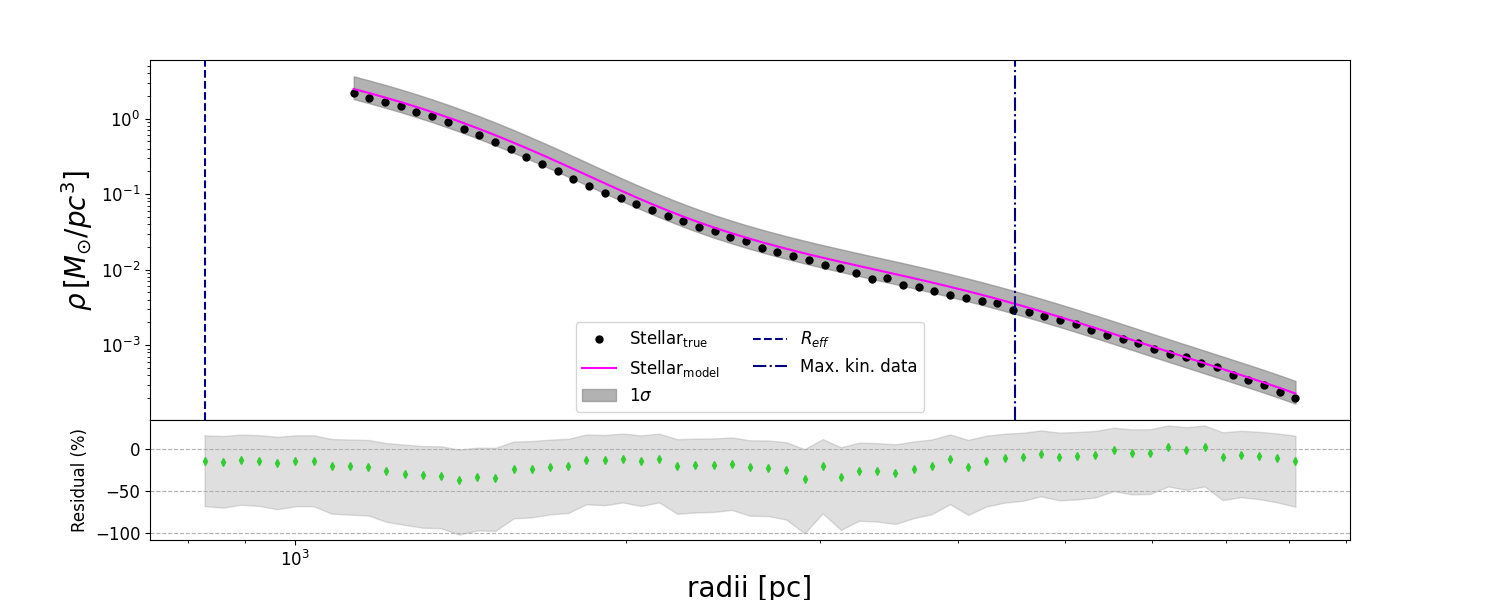 10⁰
10⁻¹
10⁻²
10⁻³
ρ [M⊙/pc³]
Stellar_true
Stellar_model
1σ
R_eff
Max. kin. data
0
−50
−100
Residual (%)
10³
radii [pc]